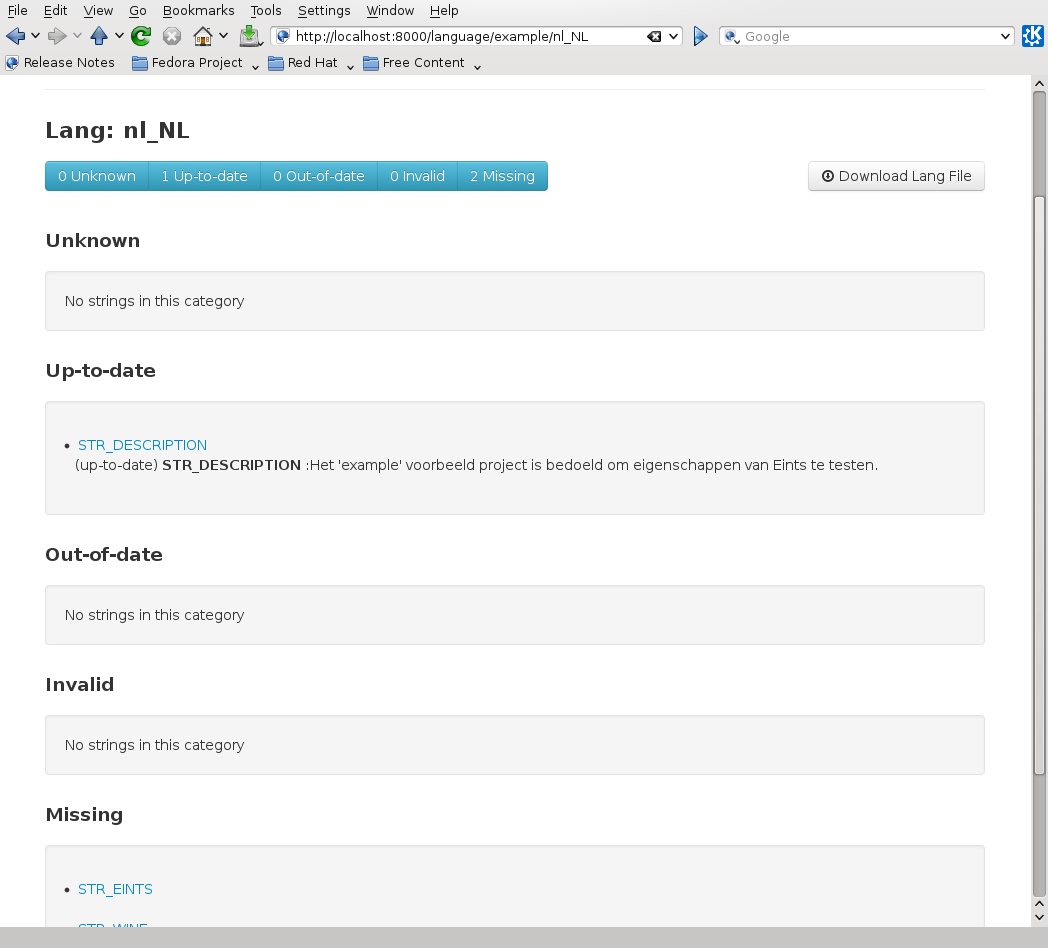 File Edit View Go Bookmarks Tools Settings Window Help
http://localhost:8000/language/example/nl_NL Google
Release Notes Fedora Project Red Hat Free Content
Lang: nl_NL
0 Unknown 1 Up-to-date 0 Out-of-date 0 Invalid 2 Missing Download Lang File
Unknown
No strings in this category
Up-to-date
• STR_DESCRIPTION
(up-to-date) STR_DESCRIPTION :Het 'example' voorbeeld project is bedoeld om eigenschappen van Eints te testen.
Out-of-date
No strings in this category
Invalid
No strings in this category
Missing
• STR_EINTS
STR_WINE